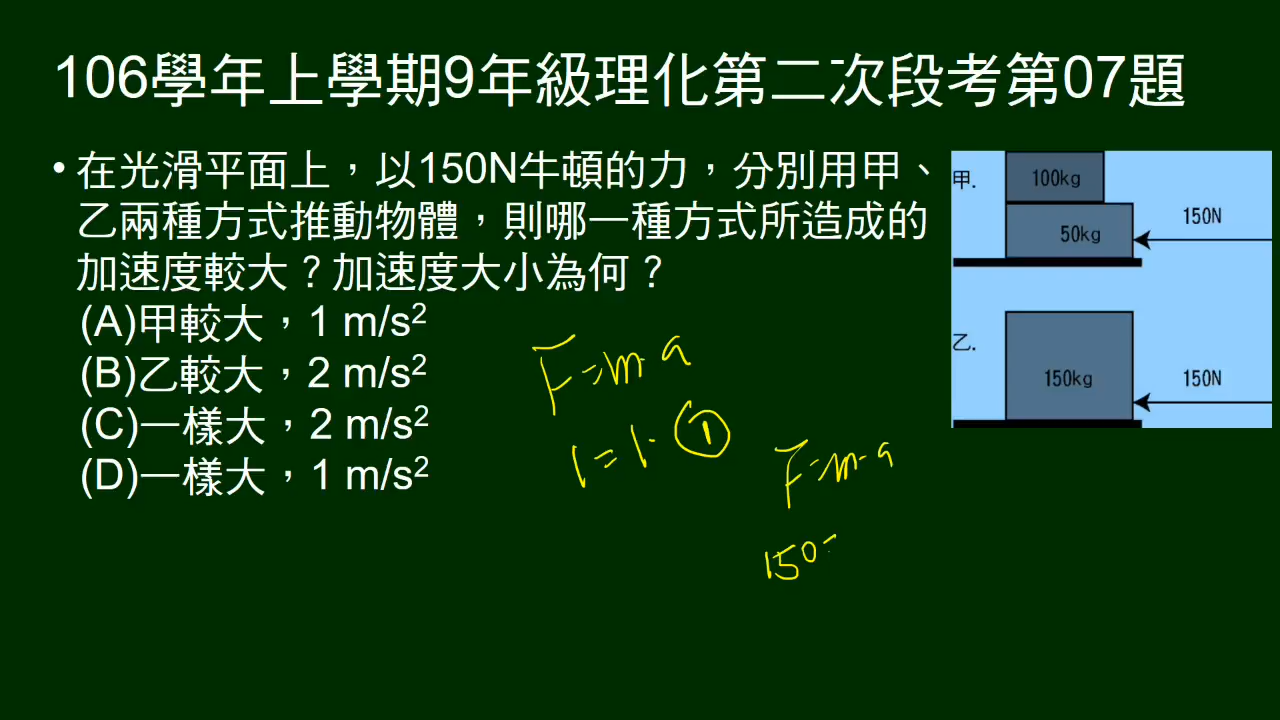 106學年上學期9年級理化第二次段考第07題
•在光滑平面上，以150N牛頓的力，分別用甲、
乙兩種方式推動物體，則哪一種方式所造成的
加速度較大？加速度大小為何？
(A)甲較大，1 m/s²
(B)乙較大，2 m/s²
(C)一樣大，2 m/s²
(D)一樣大，1 m/s²
甲.
100kg
50kg
150N
乙.
150kg
150N
F=m·a
1=1·①
F=m·a
150=